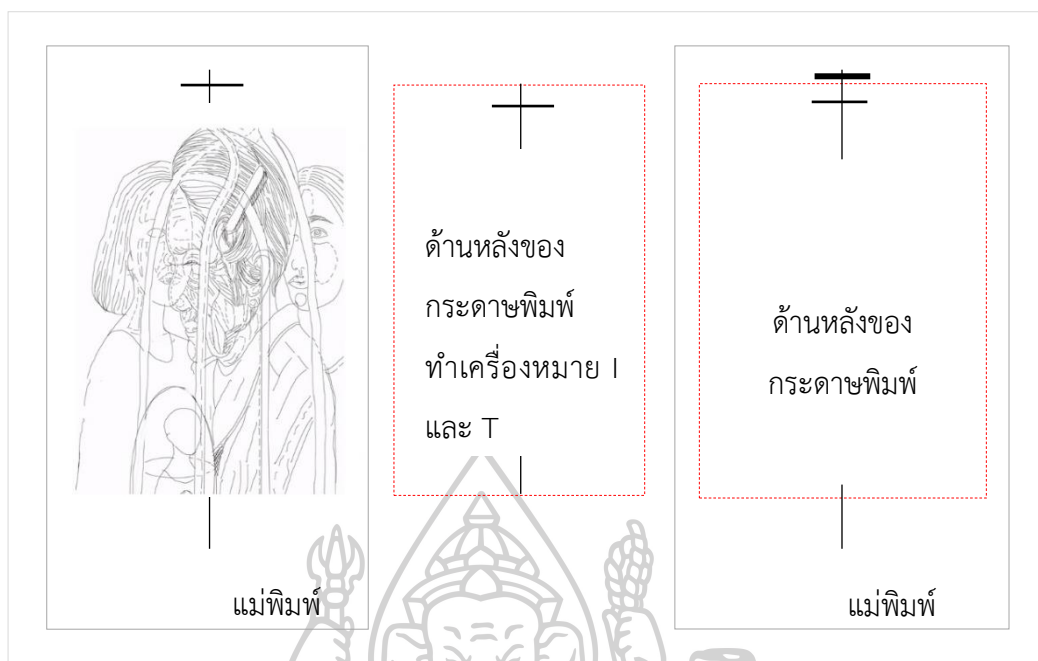 ด้านหลังของ
กระดาษพิมพ์
ทำเครื่องหมาย I
และ T
แม่พิมพ์
ด้านหลังของ
กระดาษพิมพ์
แม่พิมพ์